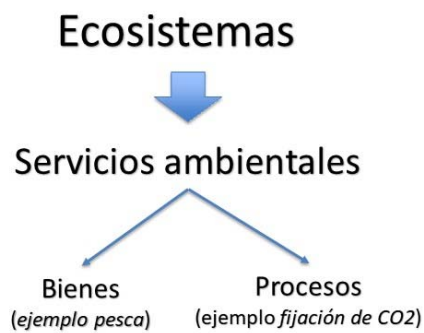 Ecosistemas
Servicios ambientales
Bienes
(ejemplo pesca)
Procesos
(ejemplo fijación de CO2)